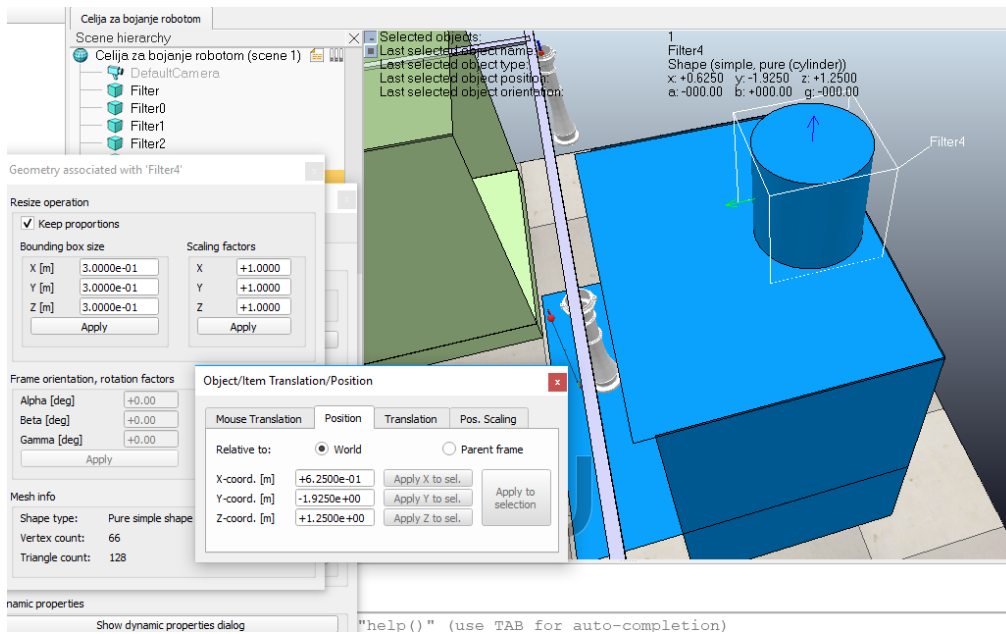 Celija za bojanje robotom
Scene hierarchy
Celija za bojanje robotom (scene 1)
DefaultCamera
Filter
Filter0
Filter1
Filter2
Selected objects: 1
Last selected object name: Filter4
Last selected object type: Shape (simple, pure (cylinder))
Last selected object position: x: +0.6250 y: -1.9250 z: +1.2500
Last selected object orientation: a: -000.00 b: +000.00 g: -000.00
Filter4
Geometry associated with 'Filter4'
x
Resize operation
Keep proportions
Bounding box size Scaling factors
X [m] 3.0000e-01 X +1.0000
Y [m] 3.0000e-01 Y +1.0000
Z [m] 3.0000e-01 Z +1.0000
Apply Apply
Frame orientation, rotation factors
Alpha [deg] +0.00
Beta [deg] +0.00
Gamma [deg] +0.00
Apply
Mesh info
Shape type: Pure simple shape
Vertex count: 66
Triangle count: 128
Object/Item Translation/Position
x
Mouse Translation Position Translation Pos. Scaling
Relative to: World Parent frame
X-coord. [m] +6.2500e-01 Apply X to sel.
Y-coord. [m] -1.9250e+00 Apply Y to sel.
Z-coord. [m] +1.2500e+00 Apply Z to sel.
Apply to
selection
namic properties
Show dynamic properties dialog
"help()" (use TAB for auto-completion)